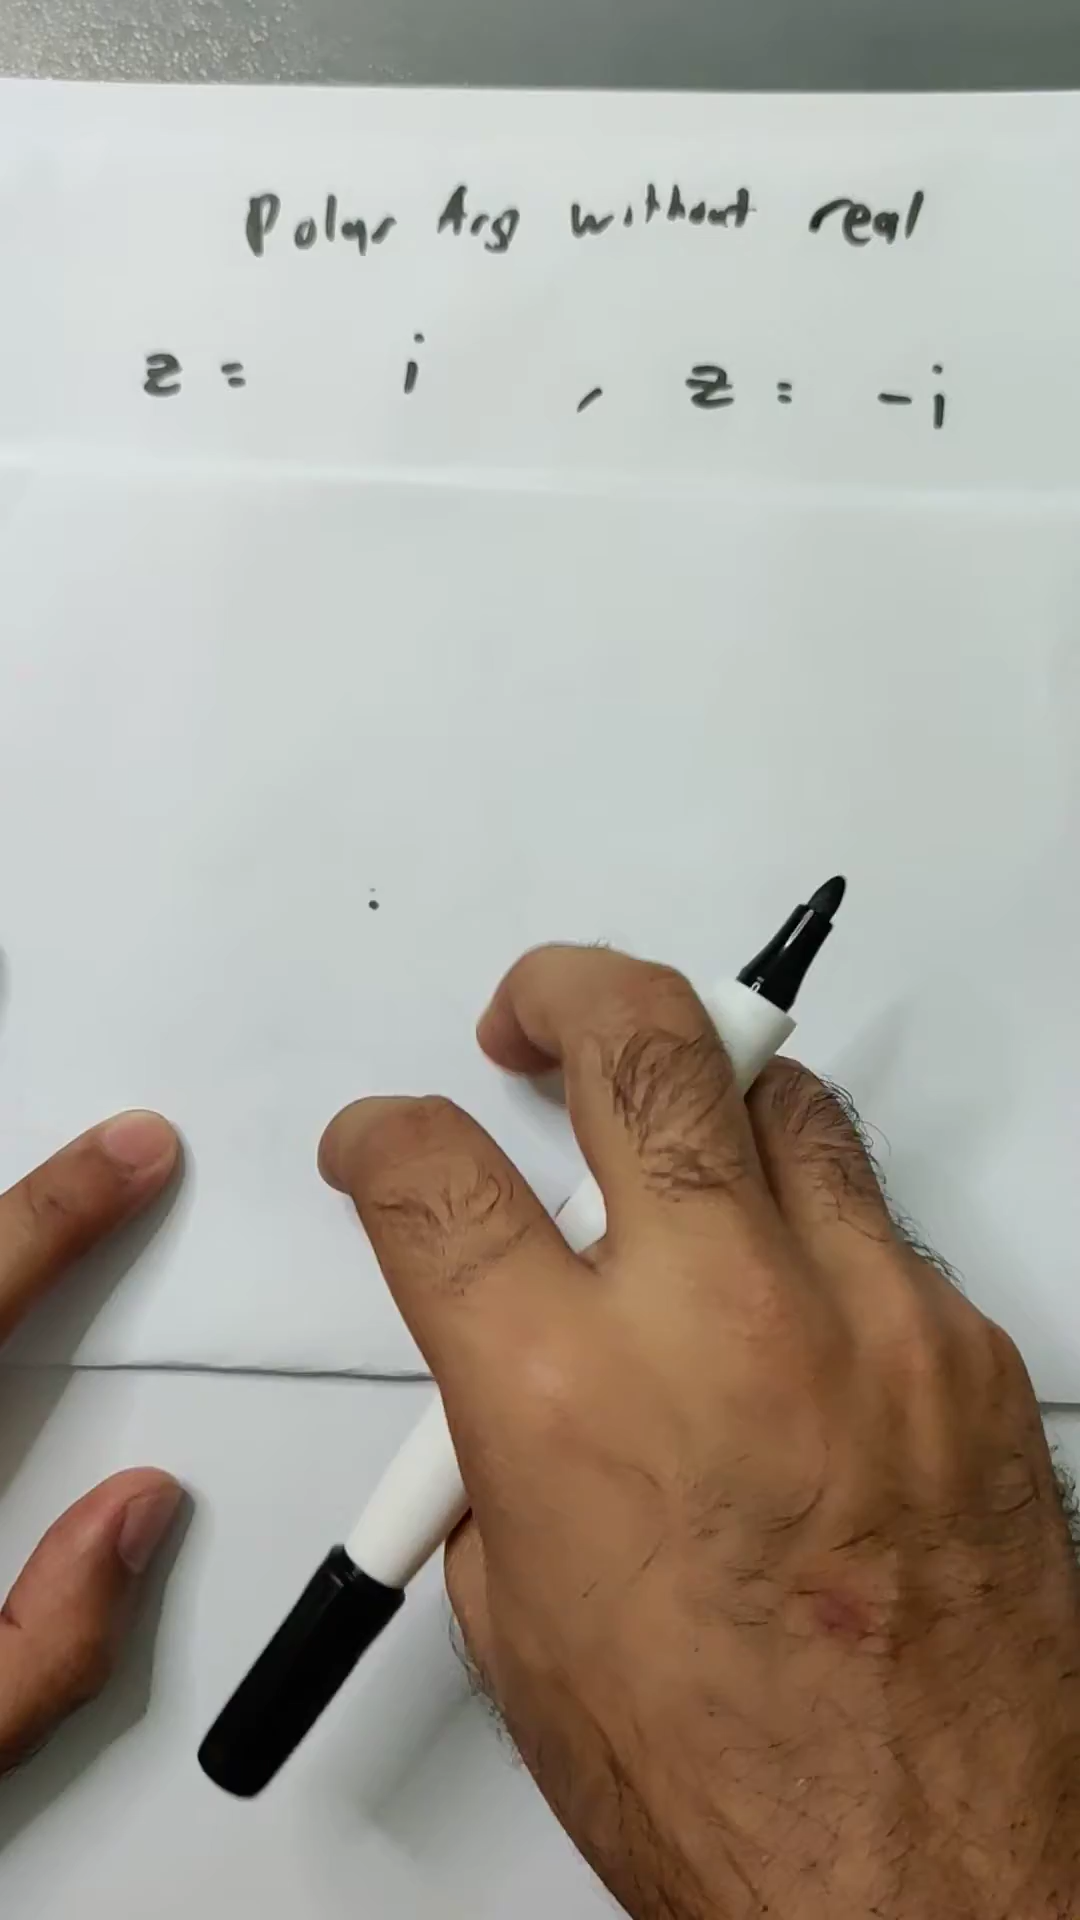 Polar Arg without real
z = i , z = -i